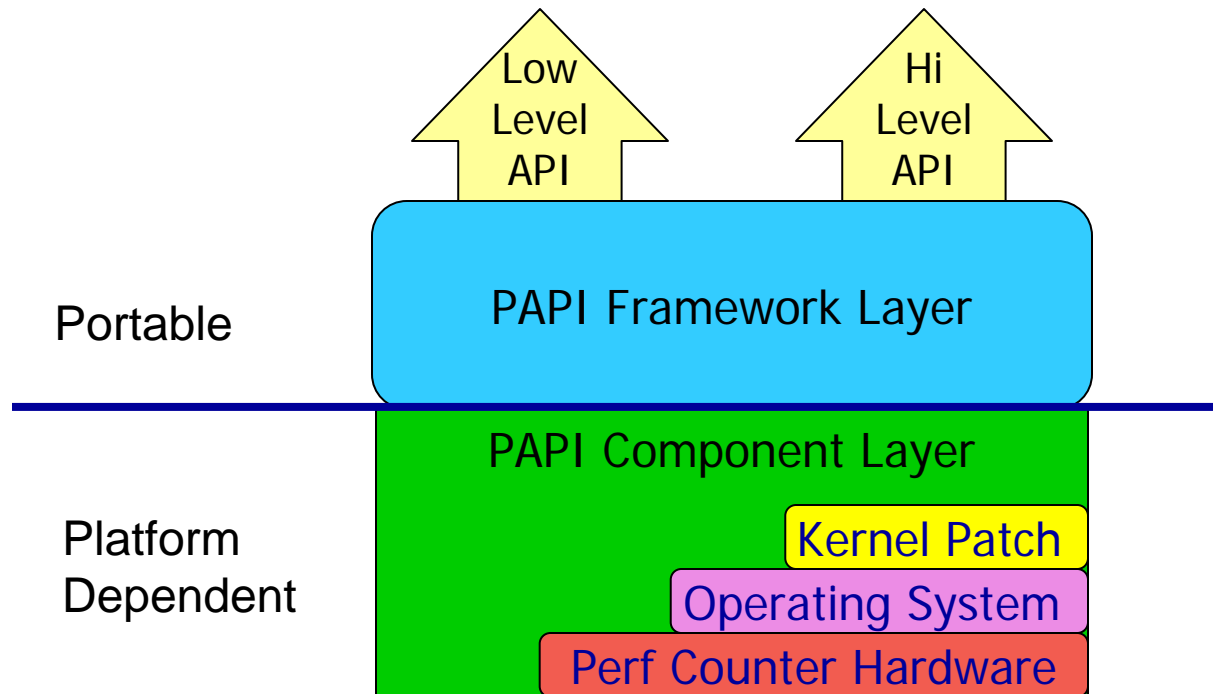 Low
Level
API
Hi
Level
API
Portable
PAPI Framework Layer
PAPI Component Layer
Platform
Dependent
Kernel Patch
Operating System
Perf Counter Hardware